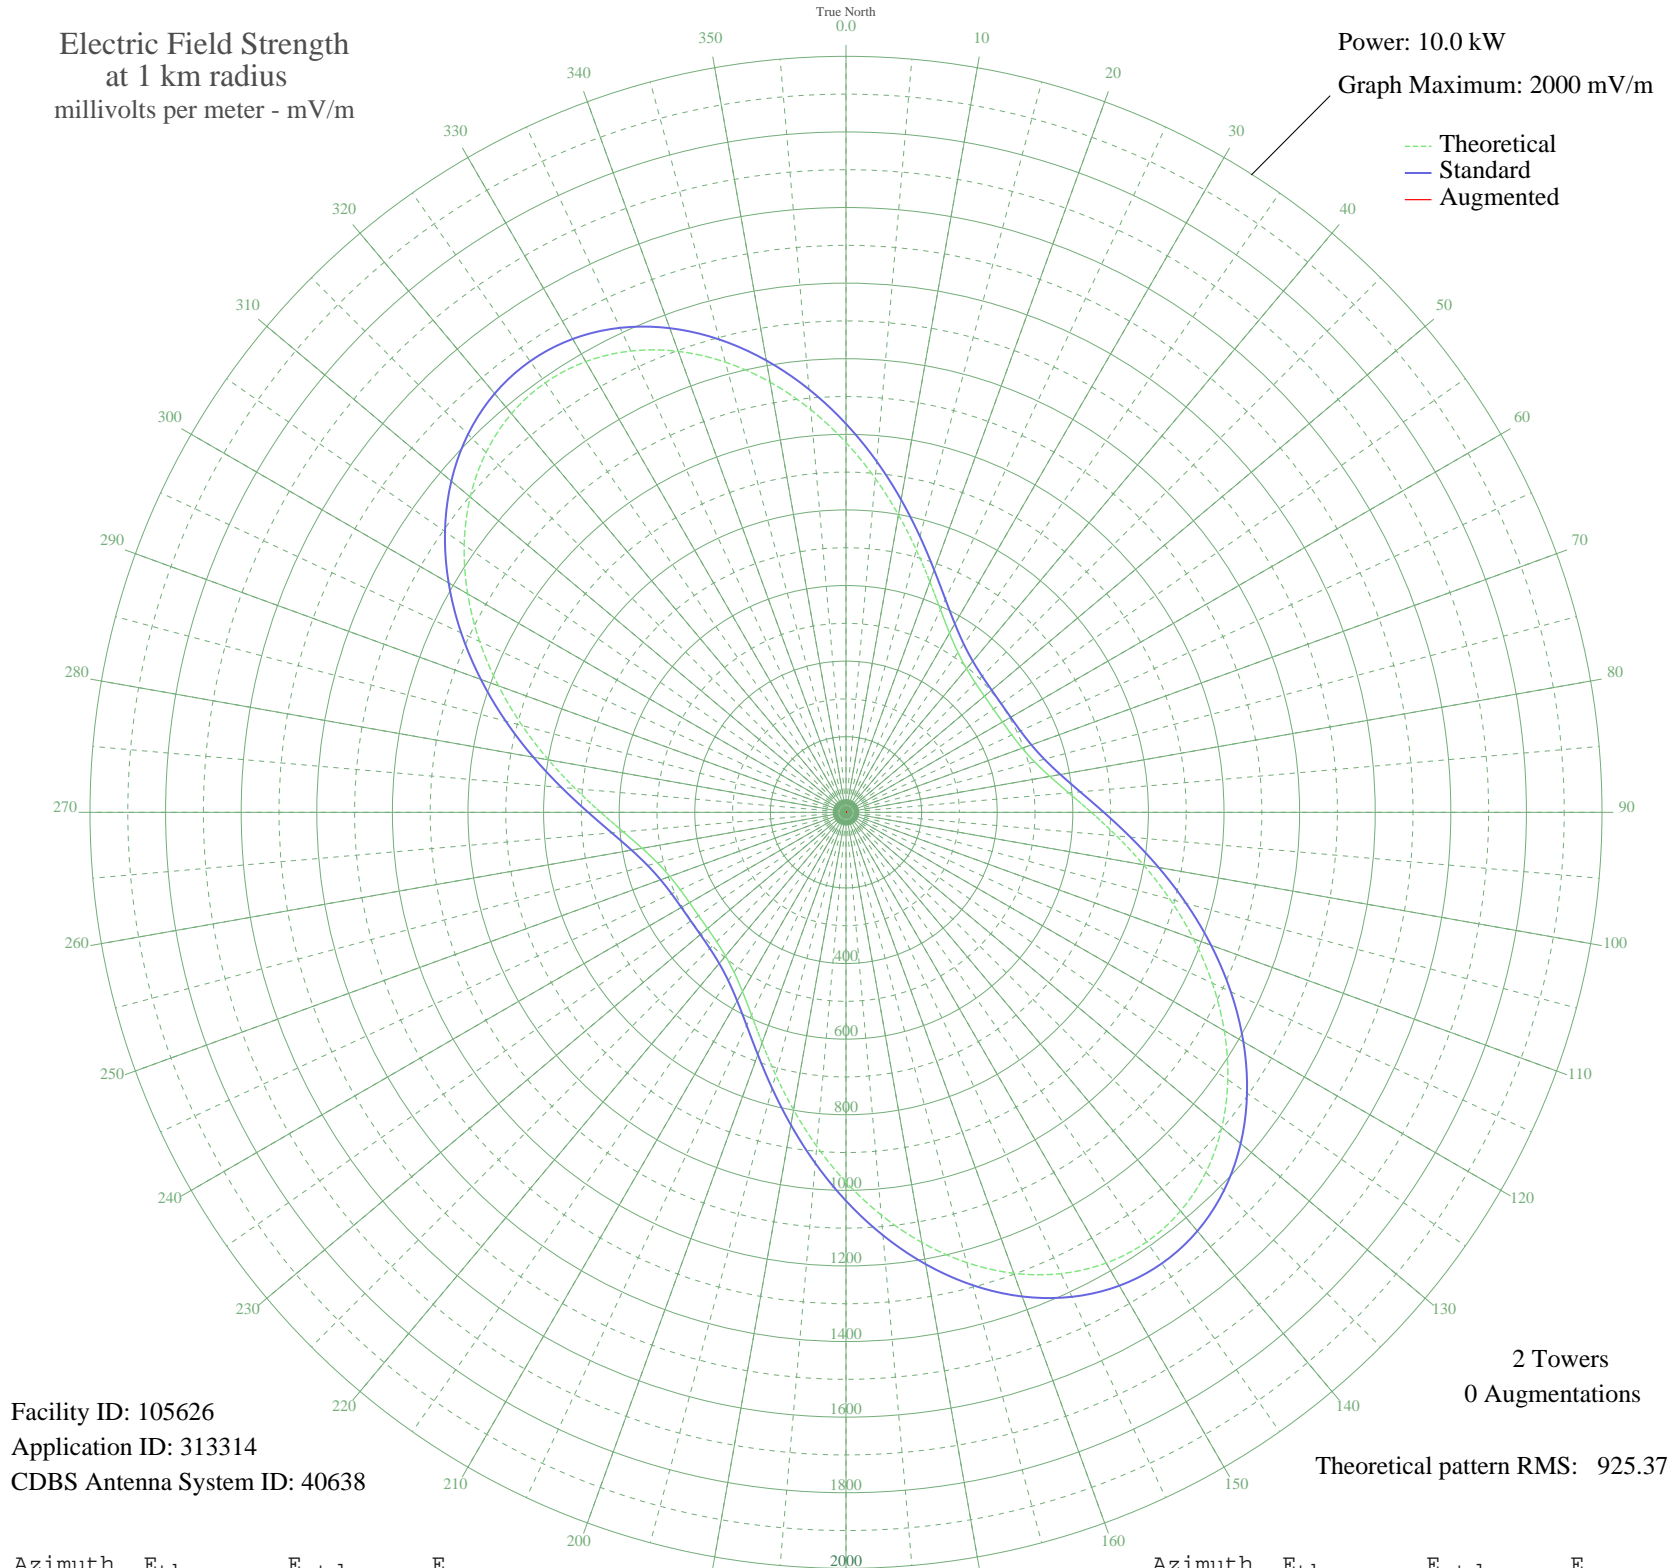 True North
Electric Field Strength
at 1 km radius
millivolts per meter - mV/m
Power: 10.0 kW
Graph Maximum: 2000 mV/m
Theoretical
Standard
Augmented
0.0
10
20
30
40
50
60
70
80
90
100
110
120
130
140
150
160
200
210
220
230
240
250
260
270
280
290
300
310
320
330
340
350
400
600
800
1000
1200
1400
1600
1800
2000
2 Towers
0 Augmentations
Theoretical pattern RMS: 925.37
Facility ID: 105626
Application ID: 313314
CDBS Antenna System ID: 40638
Azimuth E E E Azimuth E E E